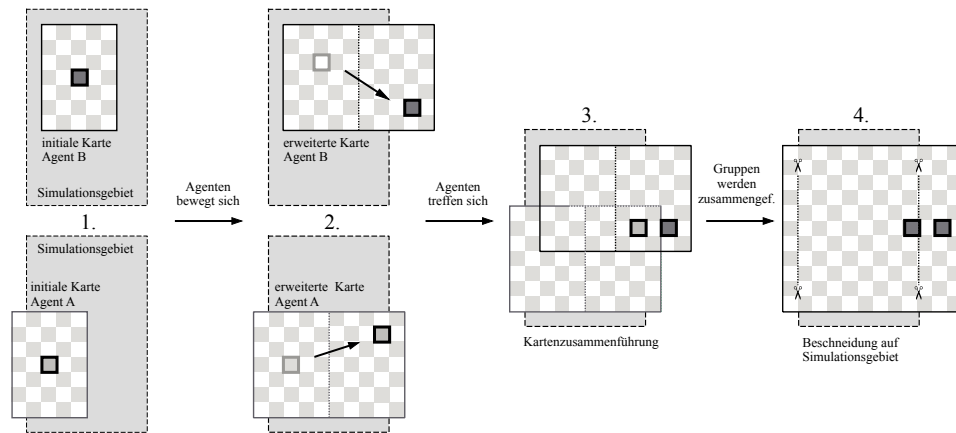 initiale Karte
Agent B
Simulationsgebiet
1.
Simulationsgebiet
initiale Karte
Agent A
Agenten
bewegt sich
erweiterte Karte
Agent B
2.
erweiterte Karte
Agent A
Agenten
treffen sich
3.
Kartenzusammenführung
Gruppen
werden
zusammengef.
4.
Beschneidung auf
Simulationsgebiet